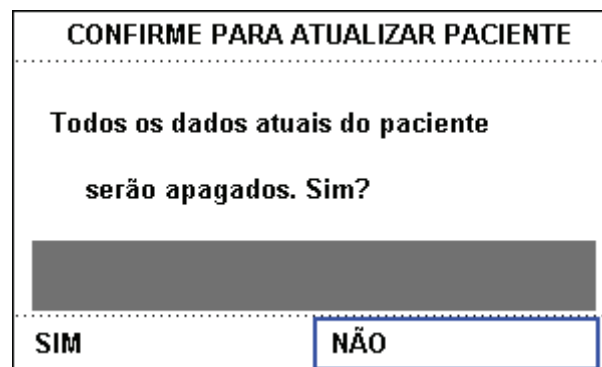 CONFIRME PARA ATUALIZAR PACIENTE
Todos os dados atuais do paciente
serão apagados. Sim?
SIM
NÃO